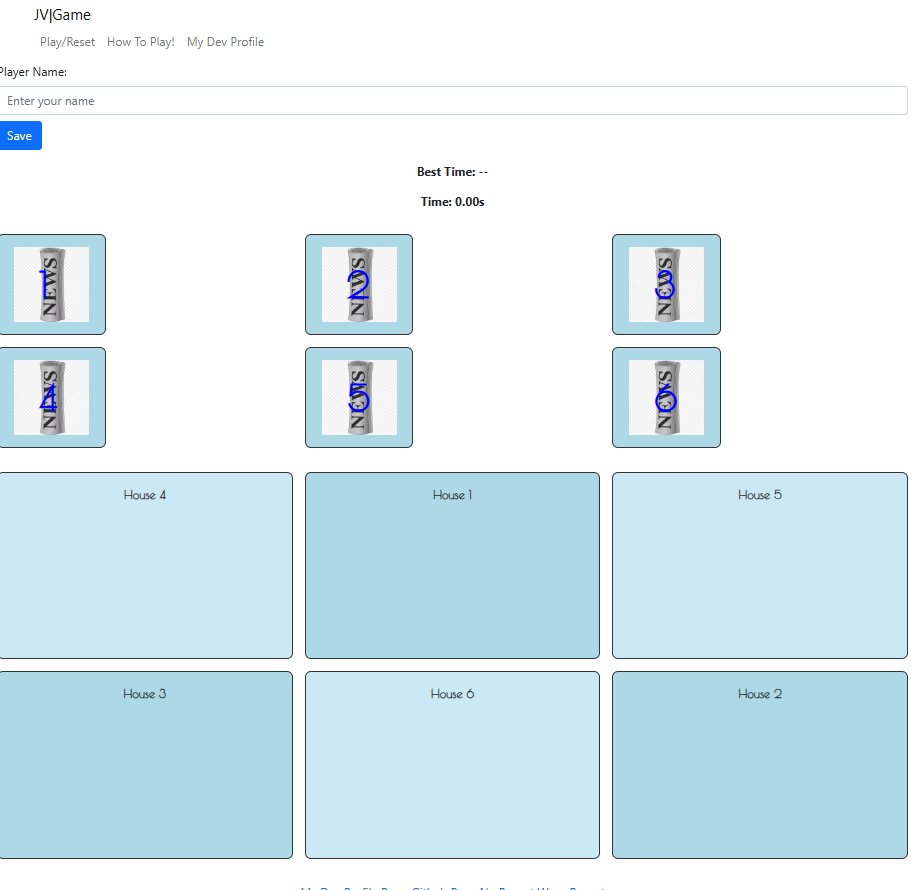 JV|Game
Play/Reset How To Play! My Dev Profile
Player Name:
Enter your name
Save
Best Time: --
Time: 0.00s
NEWS 1 NEWS 2 NEWS 3
NEWS 4 NEWS 5 NEWS 6
House 4 House 1 House 5
House 3 House 6 House 2